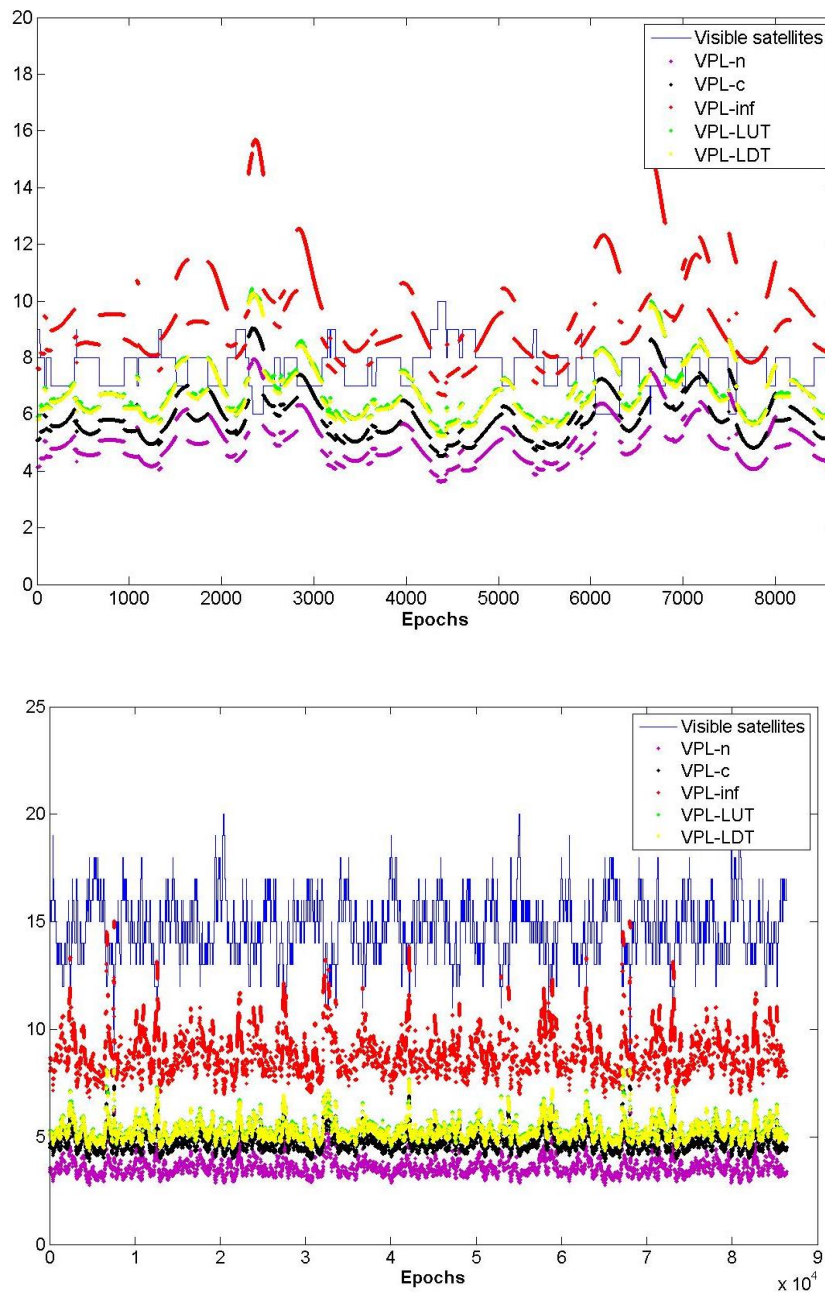 20
18
16
14
12
10
8
6
4
2
0
Visible satellites
VPL-n
VPL-c
VPL-inf
VPL-LUT
VPL-LDT
0 1000 2000 3000 4000 5000 6000 7000 8000
Epochs
25
20
15
10
5
0
Visible satellites
VPL-n
VPL-c
VPL-inf
VPL-LUT
VPL-LDT
0 1 2 3 4 5 6 7 8 9
Epochs
x 10⁴